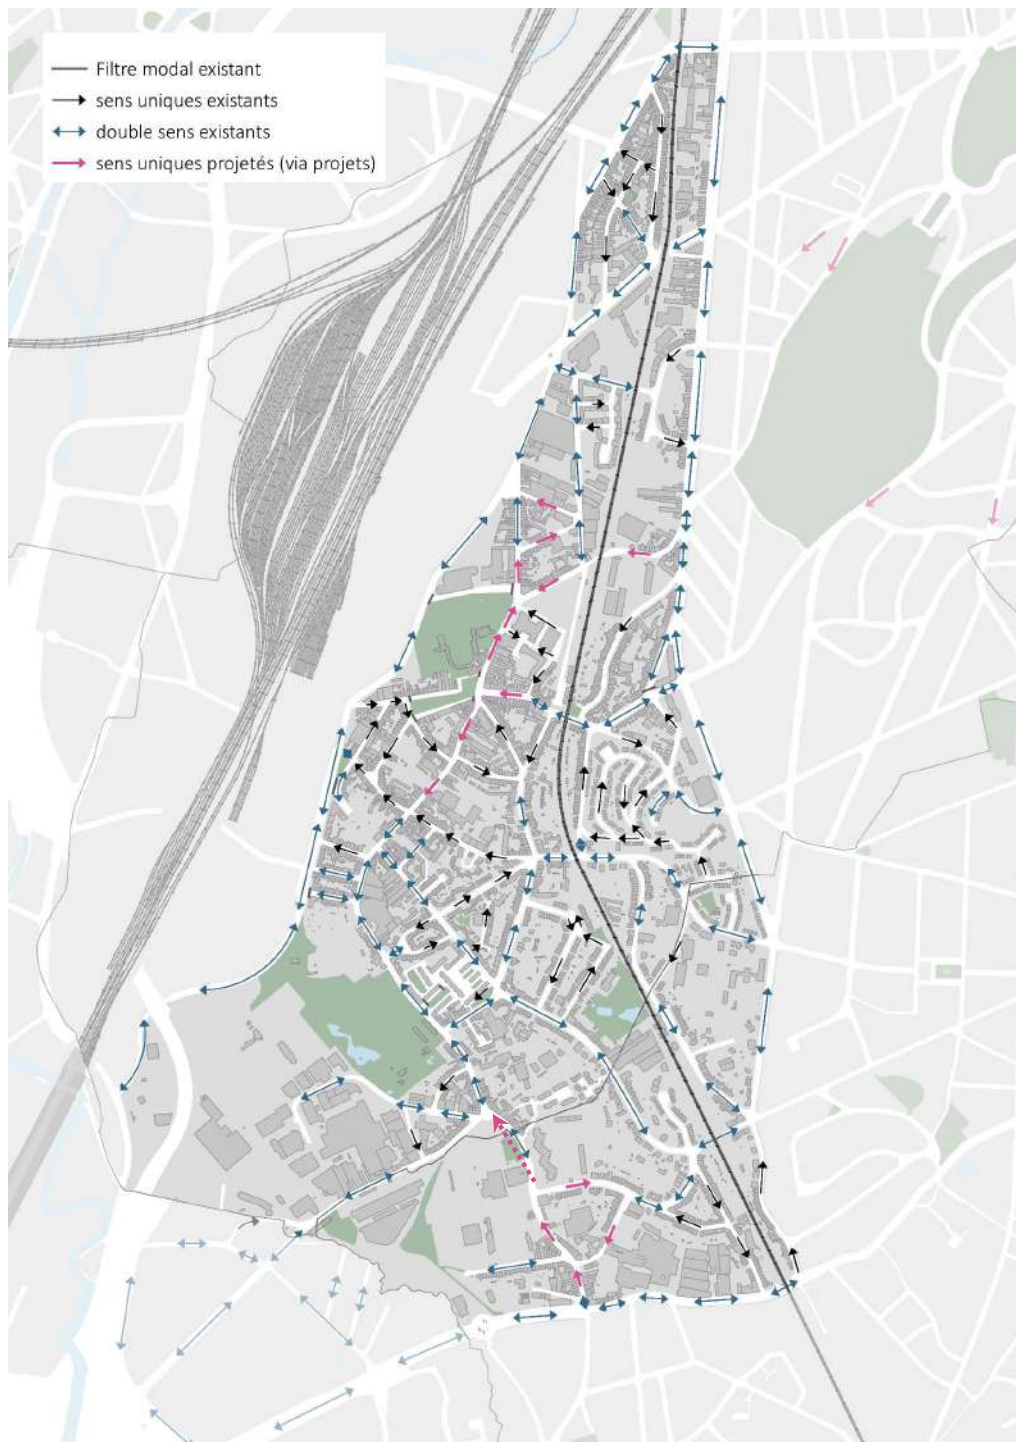 Filtre modal existant
sens uniques existants
double sens existants
sens uniques projetés (via projets)